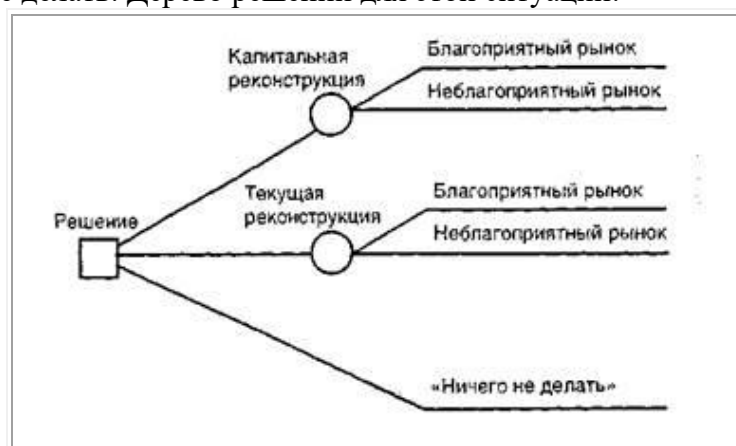 Капитальная
реконструкция
Благоприятный рынок
Неблагоприятный рынок
Текущая
реконструкция
Благоприятный рынок
Неблагоприятный рынок
Решение
«Ничего не делать»